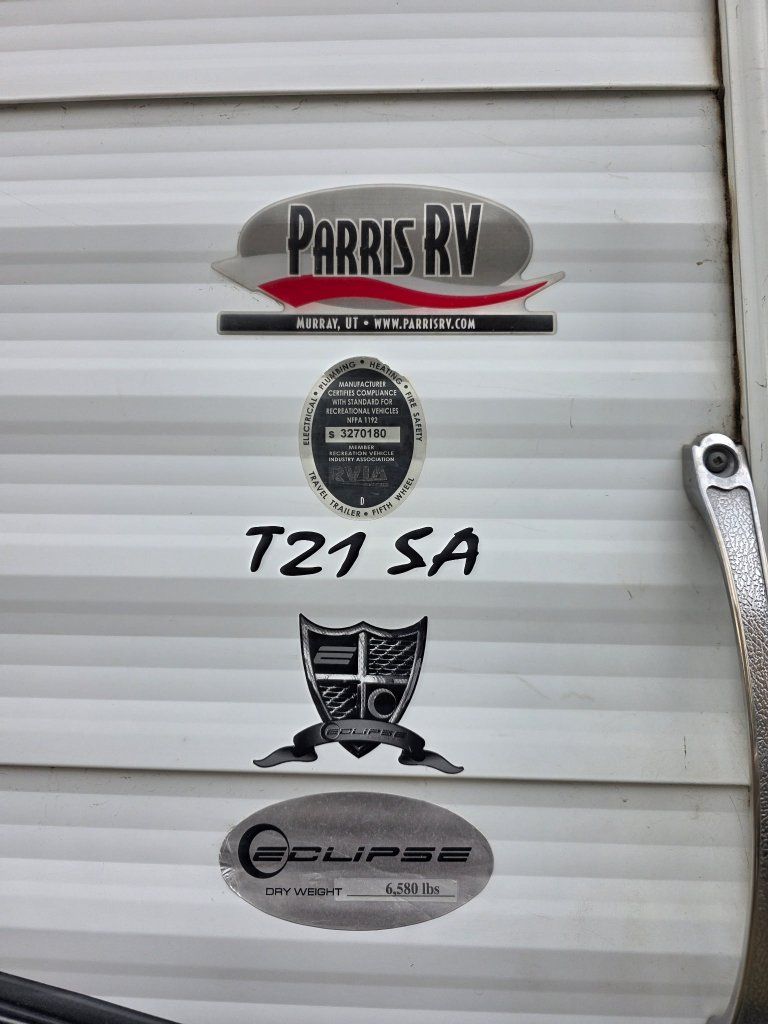 PARRIS RV
MURRAY, UT • WWW.PARRISRV.COM
ELECTRICAL • PLUMBING • HEATING • FIRE SAFETY
MANUFACTURER
CERTIFIES COMPLIANCE
WITH STANDARD FOR
RECREATIONAL VEHICLES
NFPA 1192
S 3270180
MEMBER
RECREATION VEHICLE
INDUSTRY ASSOCIATION
RVIA
D
TRAVEL TRAILER • FIFTH WHEEL
T21 SA
E
ECLIPSE
ECLIPSE
DRY WEIGHT 6,580 lbs